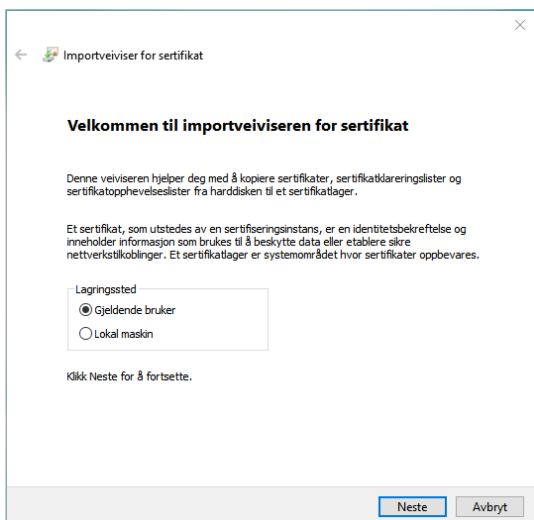 Importveiviser for sertifikat
Velkommen til importveiviseren for sertifikat
Denne veiviseren hjelper deg med å kopiere sertifikater, sertifikatklareringslister og
sertifikatopphevelseslister fra harddisken til et sertifikatlager.
Et sertifikat, som utstedes av en sertifiseringsinstans, er en identitetsbekreftelse og
inneholder informasjon som brukes til å beskytte data eller etablere sikre
nettverkstilkoblinger. Et sertifikatlager er systemområdet hvor sertifikater oppbevares.
Lagringssted
Gjeldende bruker
Lokal maskin
Klikk Neste for å fortsette.
Neste Avbryt